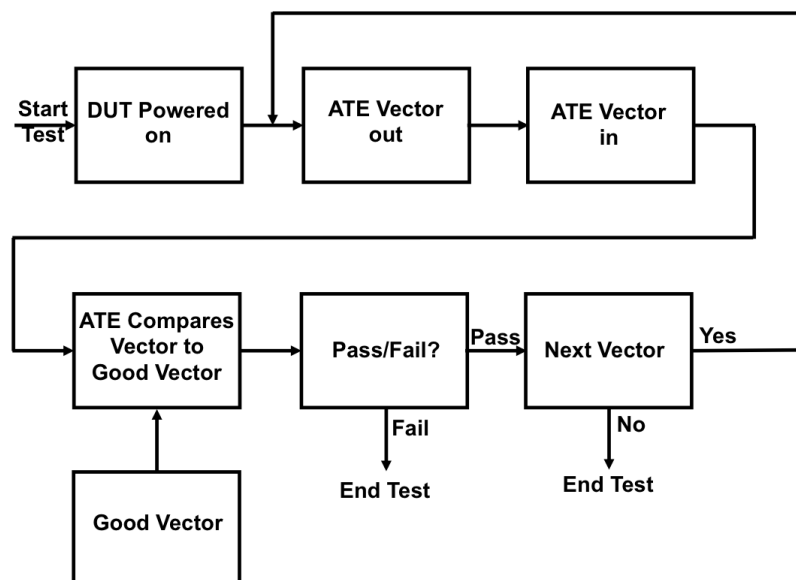 Start
Test
DUT Powered
on
ATE Vector
out
ATE Vector
in
ATE Compares
Vector to
Good Vector
Pass/Fail?
Pass
Next Vector
Yes
Fail
No
End Test
End Test
Good Vector